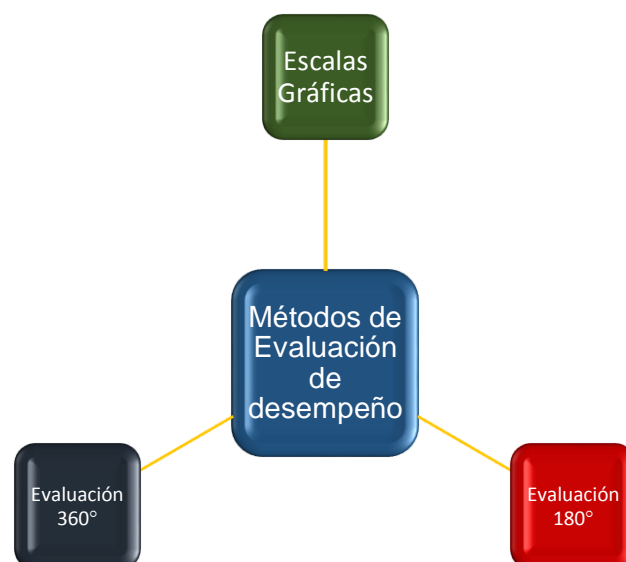 Escalas
Gráficas
Métodos de
Evaluación
de
desempeño
Evaluación
360°
Evaluación
180°